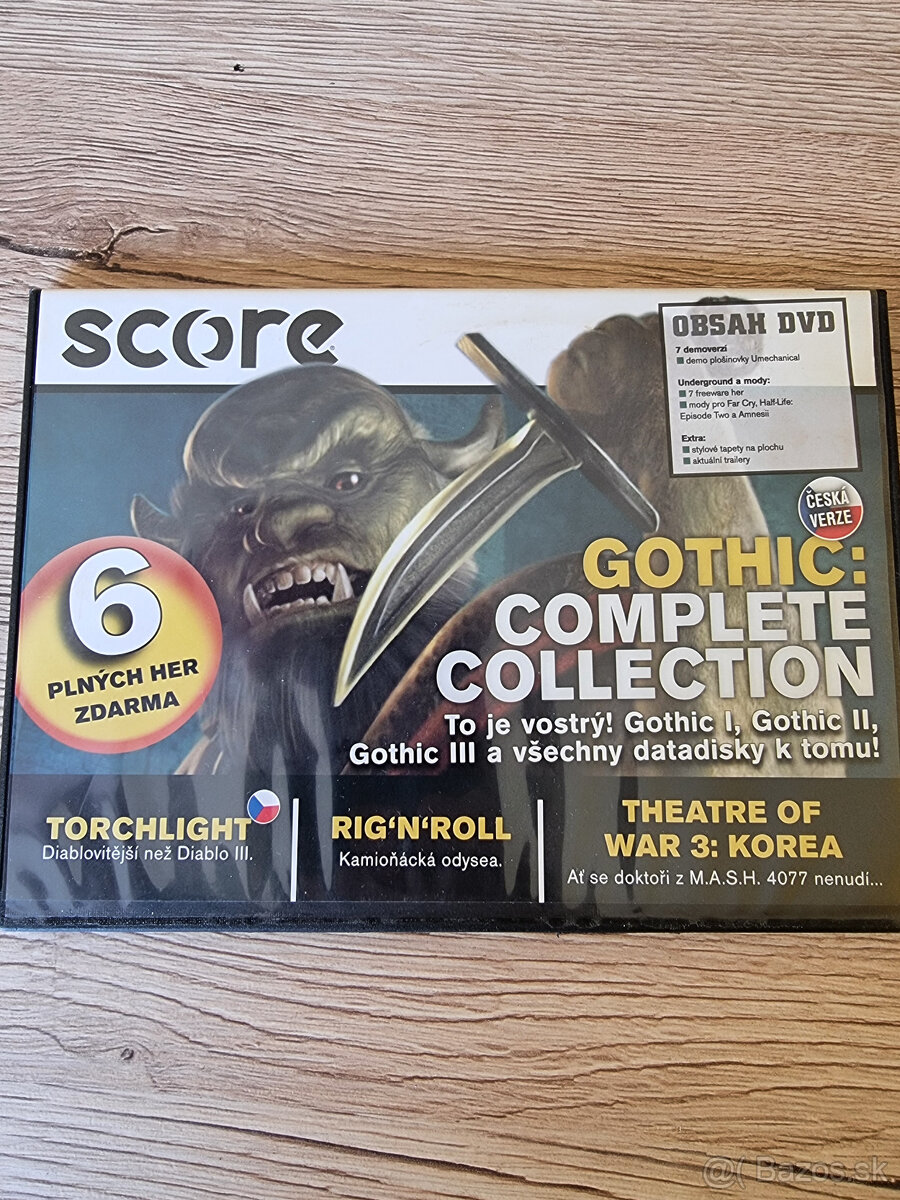 score
OBSAH DVD
7 demoverzí
demo plošinovky Umechanical
Underground a mody:
7 freeware her
mody pro Far Cry, Half-Life:
Episode Two a Amnesii
Extra:
stylové tapety na plochu
aktuální trailery
ČESKÁ
VERZE
6
PLNÝCH HER
ZDARMA
GOTHIC:
COMPLETE
COLLECTION
To je vostrý! Gothic I, Gothic II,
Gothic III a všechny datadisky k tomu!
TORCHLIGHT
Diablovitější než Diablo III.
RIG'N'ROLL
Kamioňácká odysea.
THEATRE OF
WAR 3: KOREA
Ať se doktoři z M.A.S.H. 4077 nenudí...
@( Bazos.sk